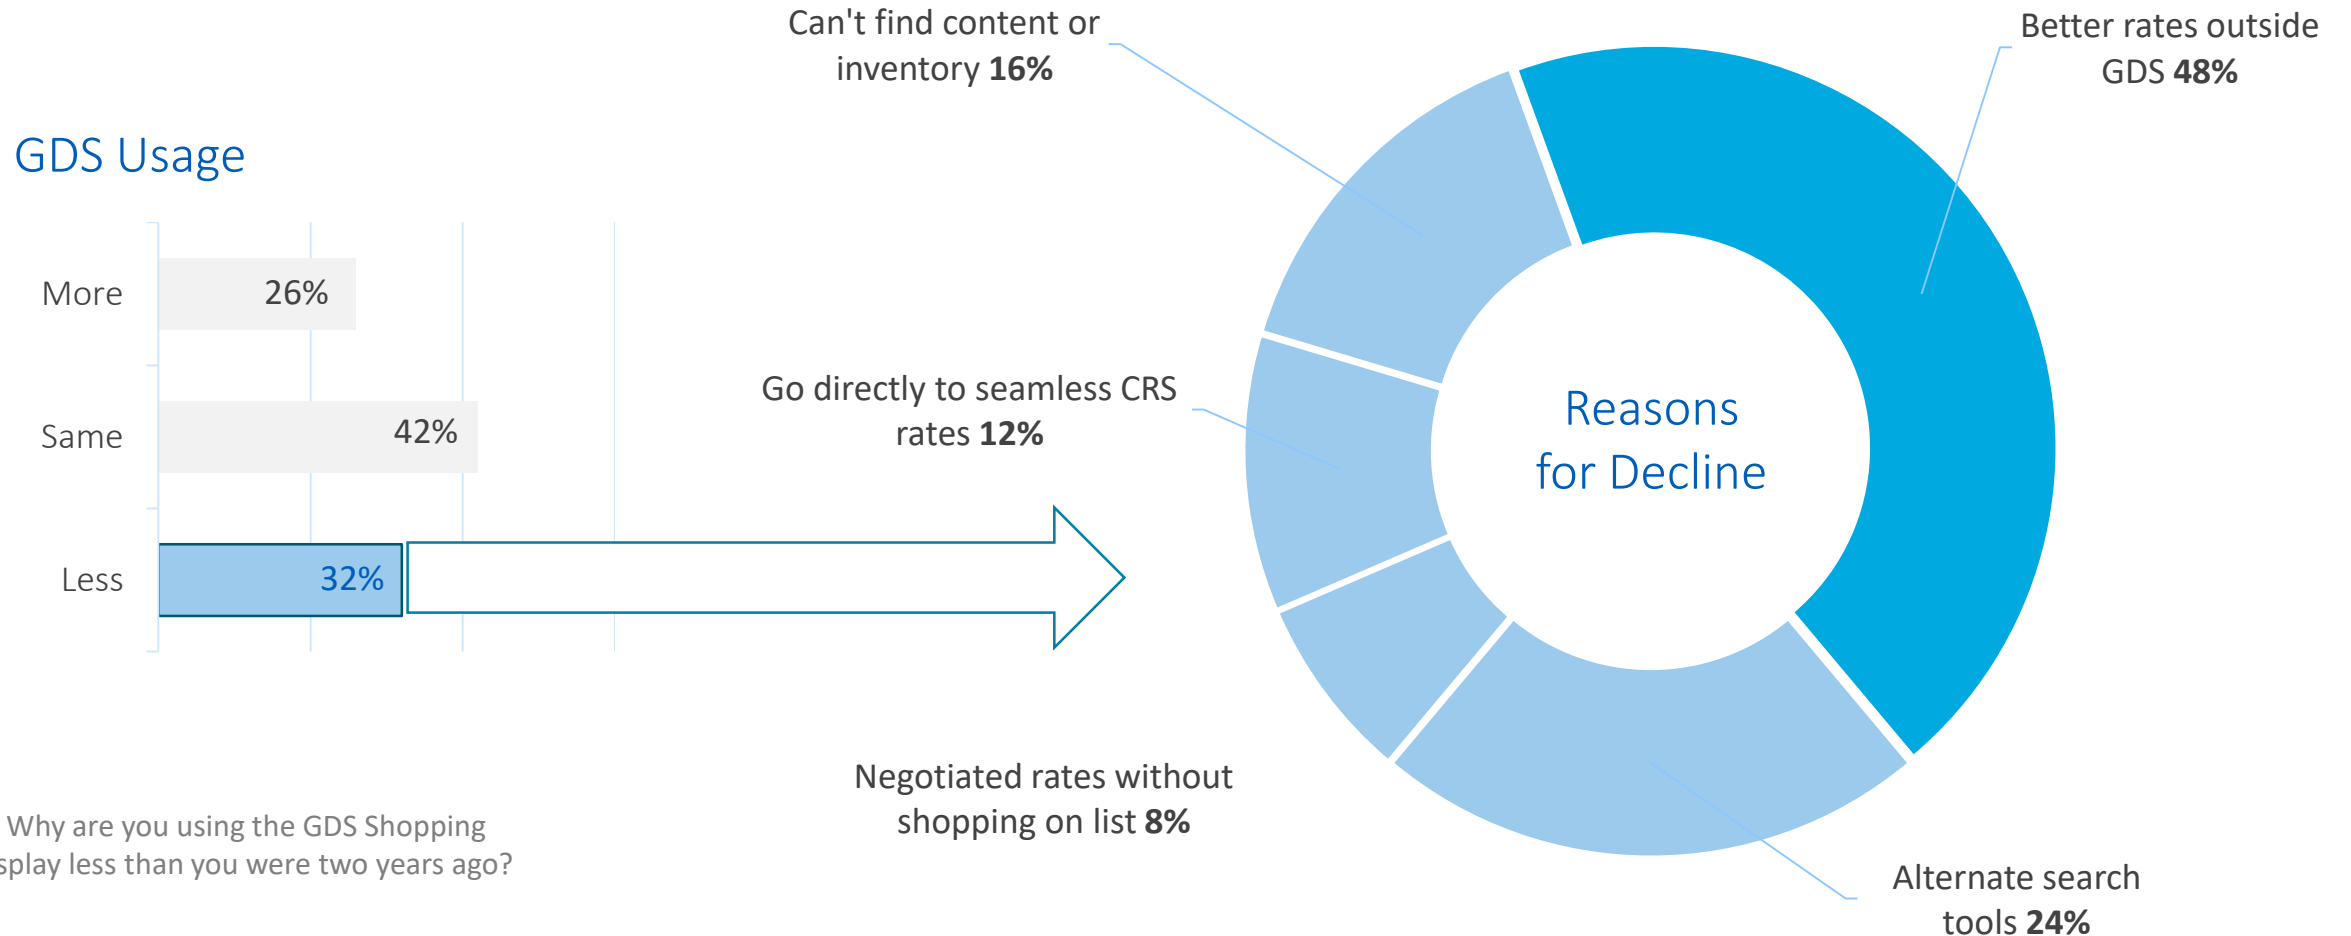 GDS Usage
More
26%
Same
42%
Less
32%
Why are you using the GDS Shopping
less than you were two years ago?
Can't find content or
inventory 16%
Go directly to seamless CRS
rates 12%
Negotiated rates without
shopping on list 8%
Reasons
for Decline
Better rates outside
GDS 48%
Alternate search
tools 24%